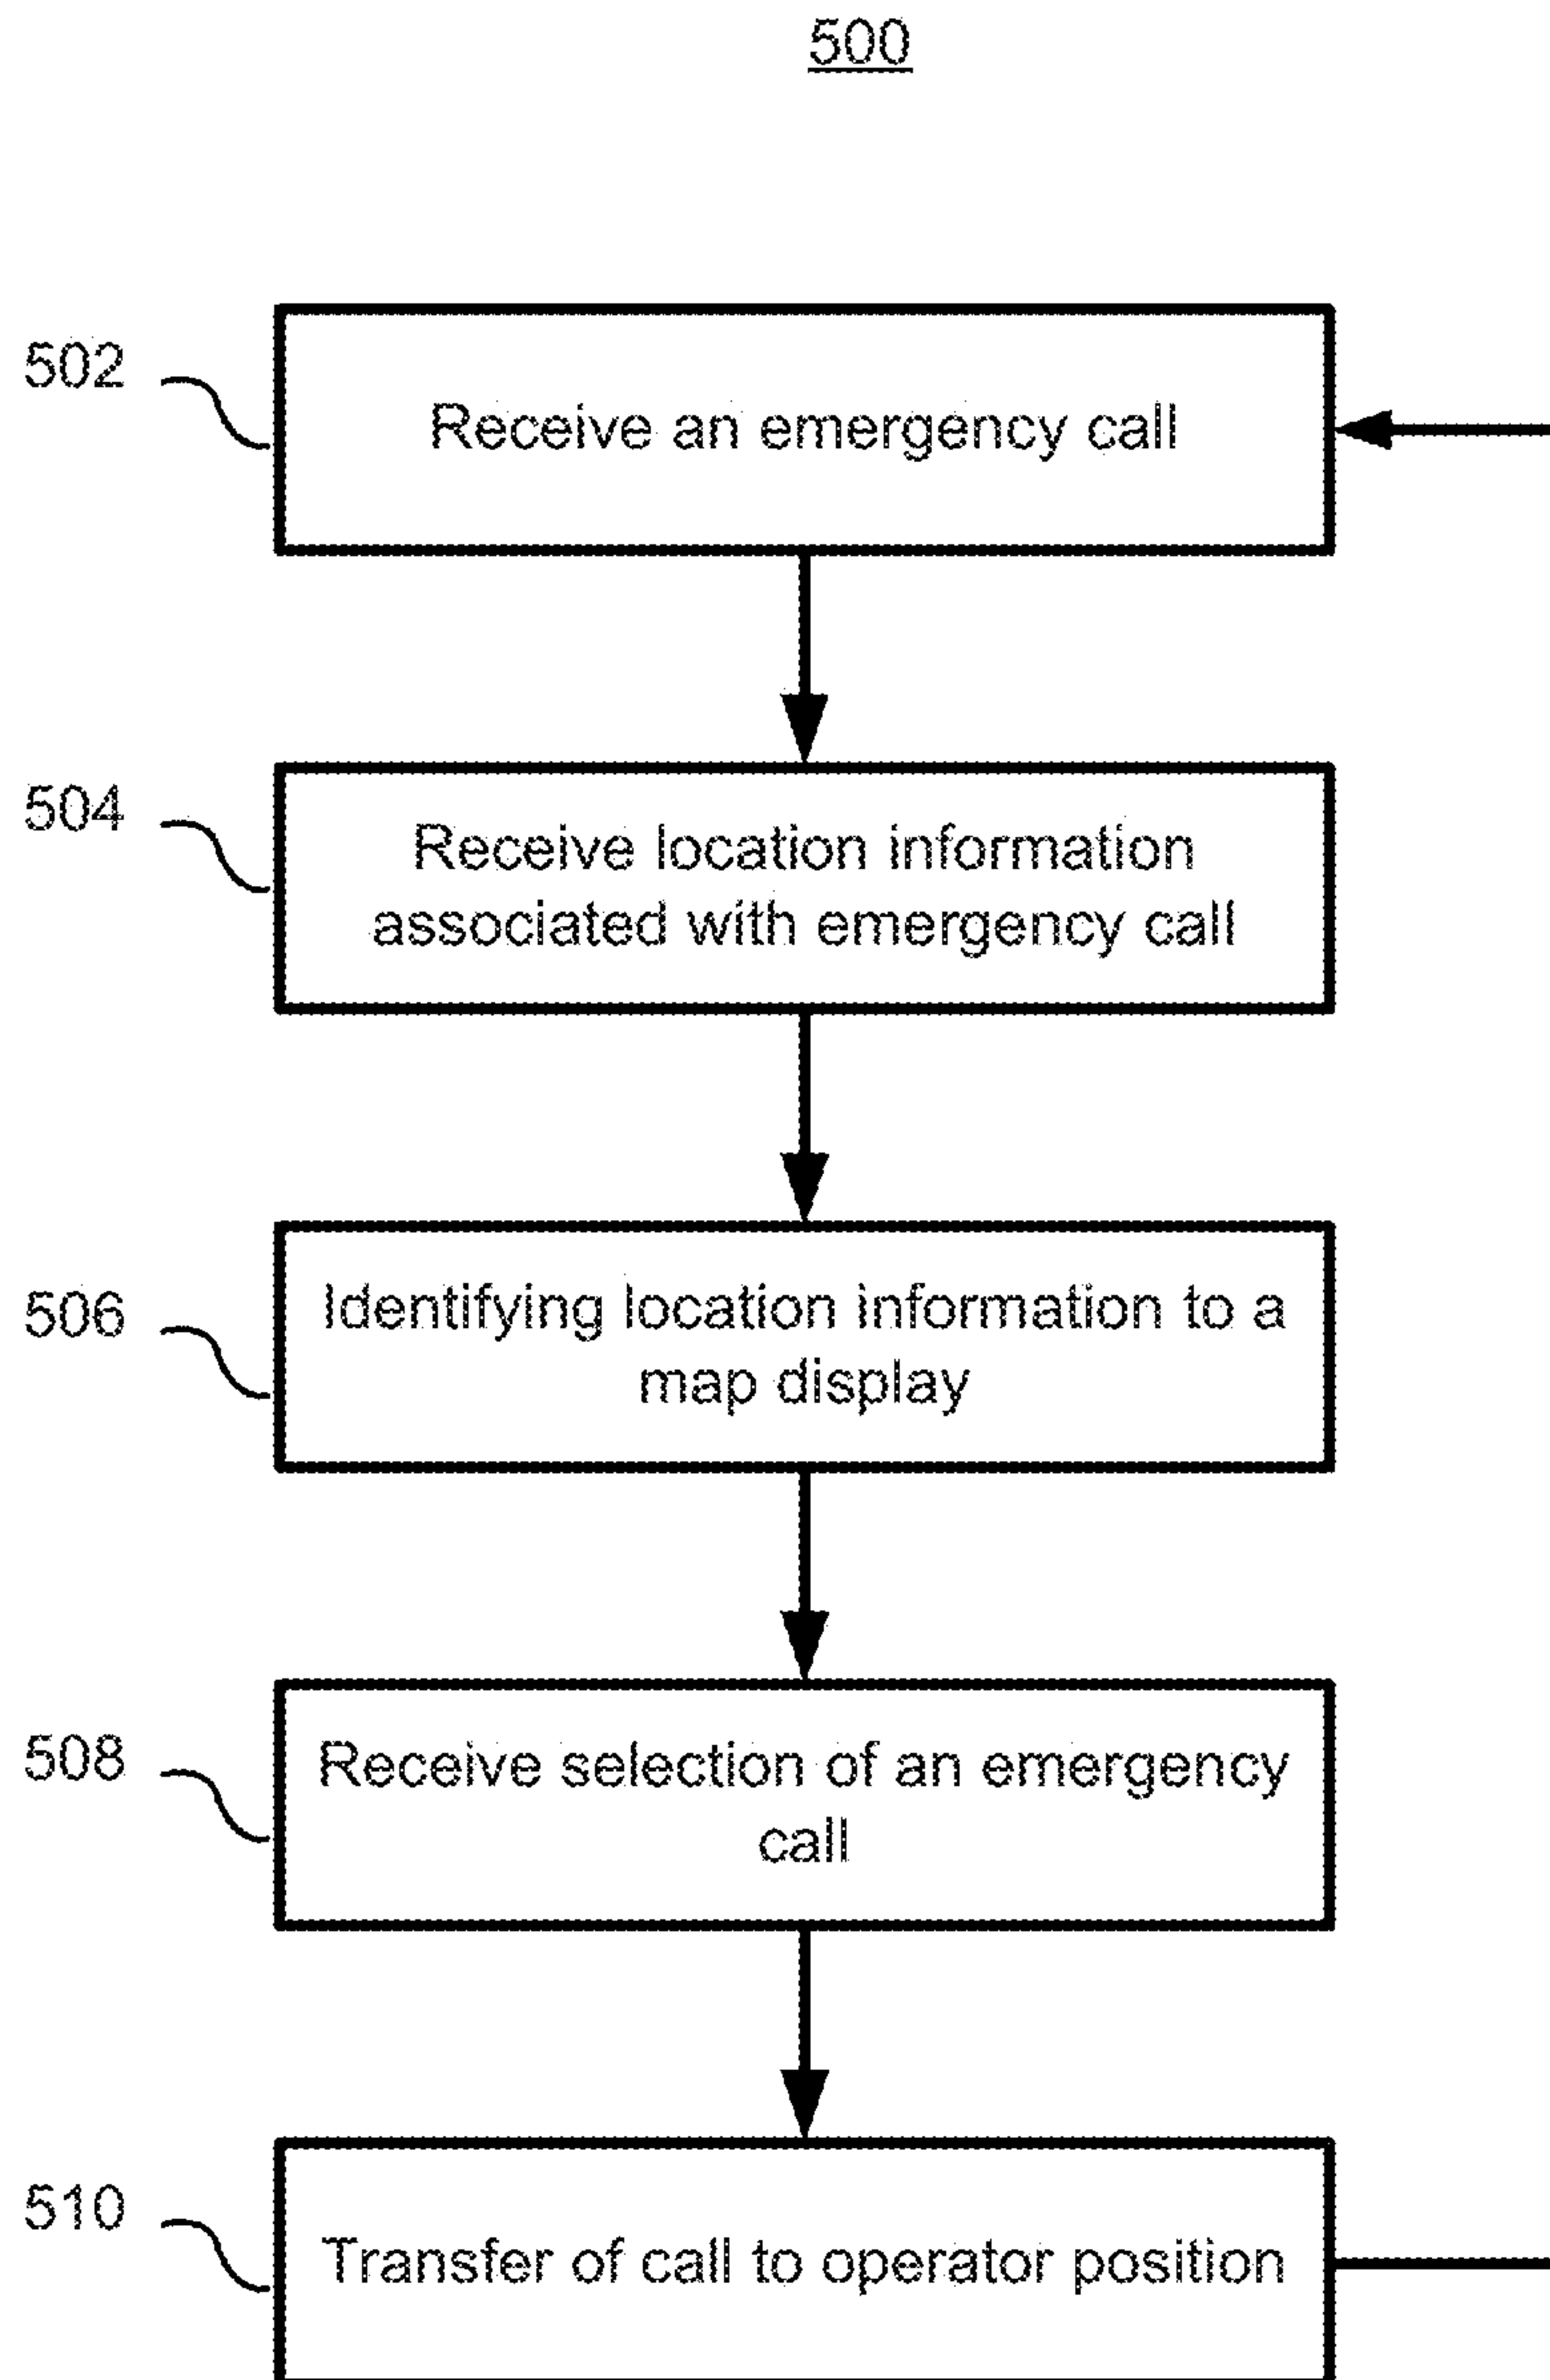 500
502
Receive an emergency call
504
Receive location information
associated with emergency call
506
Identifying location information to a
map display
508
Receive selection of an emergency
call
510
Transfer of call to operator position